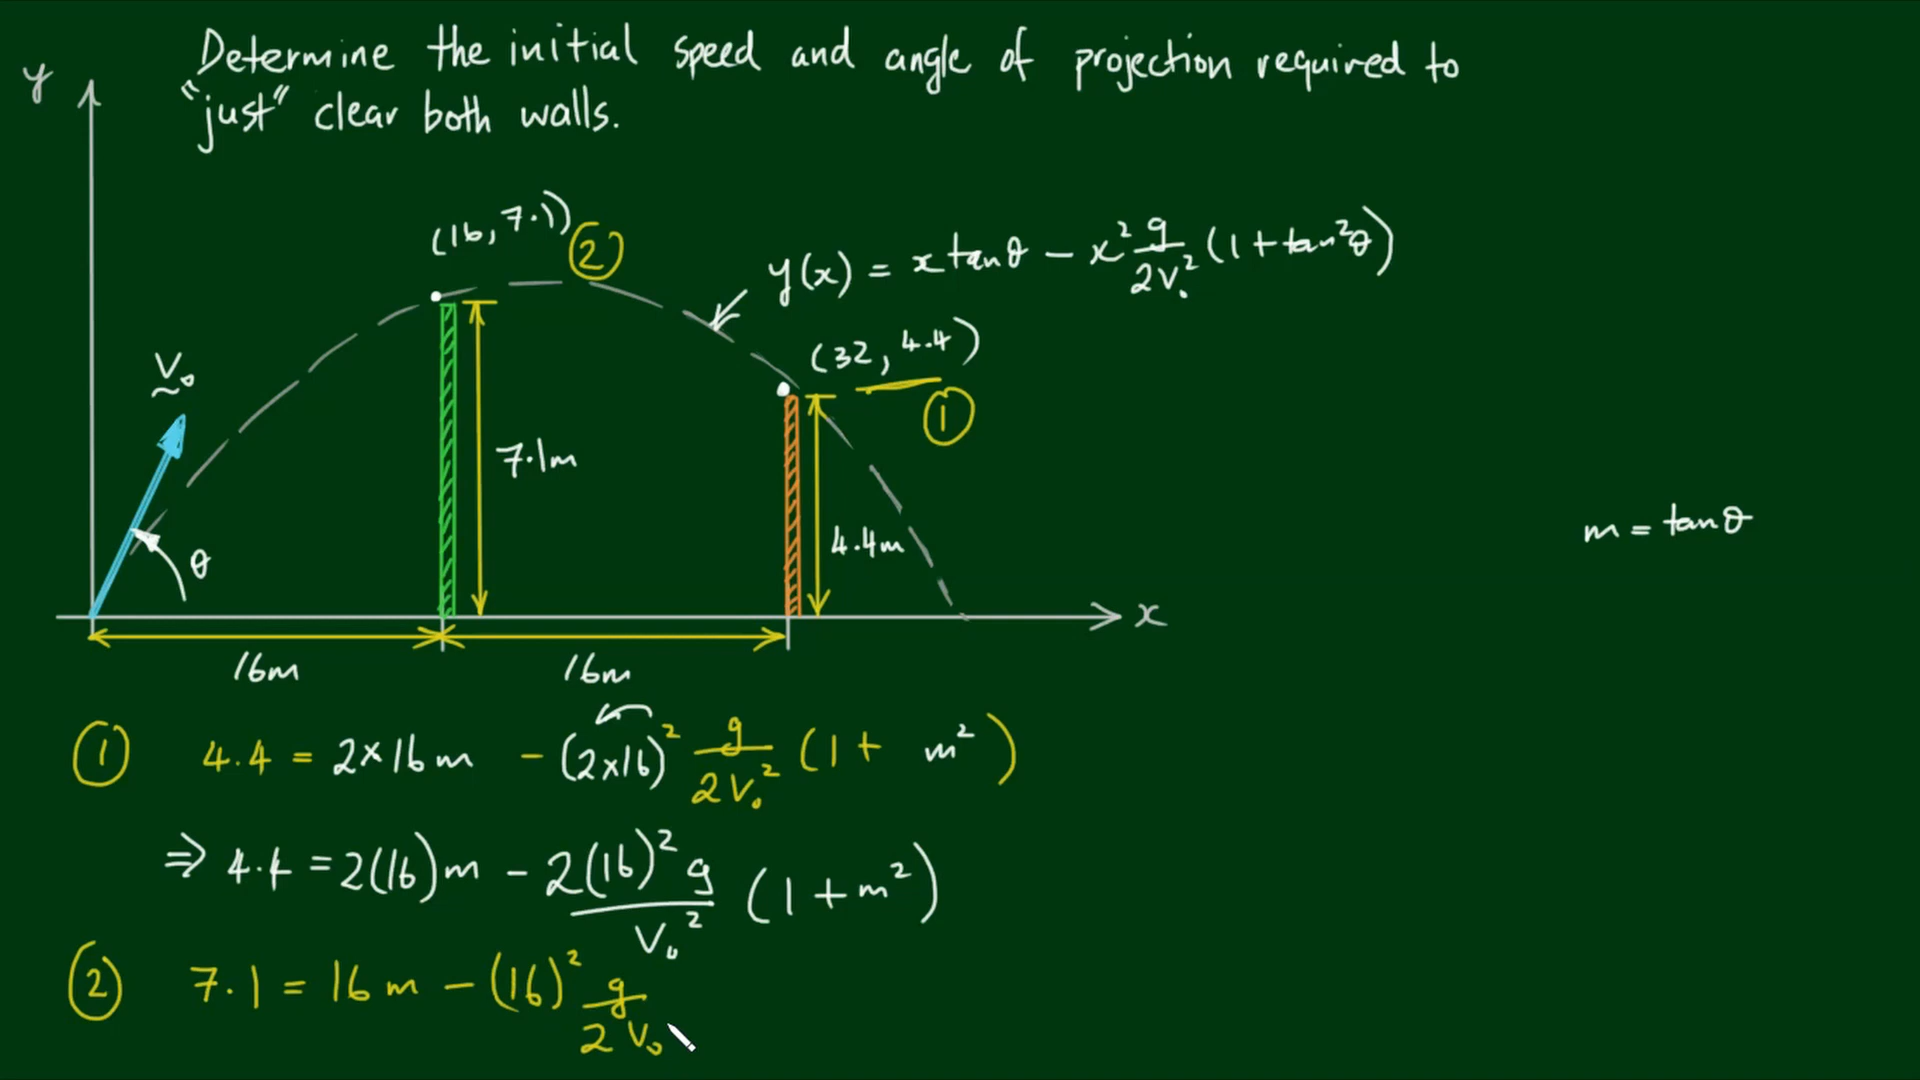 Determine the initial speed and angle of projection required to
"just" clear both walls.
y
(16, 7.1)
②
y(x) = x tanθ - x² g/2v₀² (1 + tan²θ)
(32, 4.4)
①
V₀
7.1m
4.4m
m = tanθ
θ
x
16m
16m
① 4.4 = 2×16m - (2×16)² g/2V₀² (1 + m²)
⇒ 4.4 = 2(16)m - 2(16)²g/V₀² (1 + m²)
② 7.1 = 16m - (16)² g/2V₀